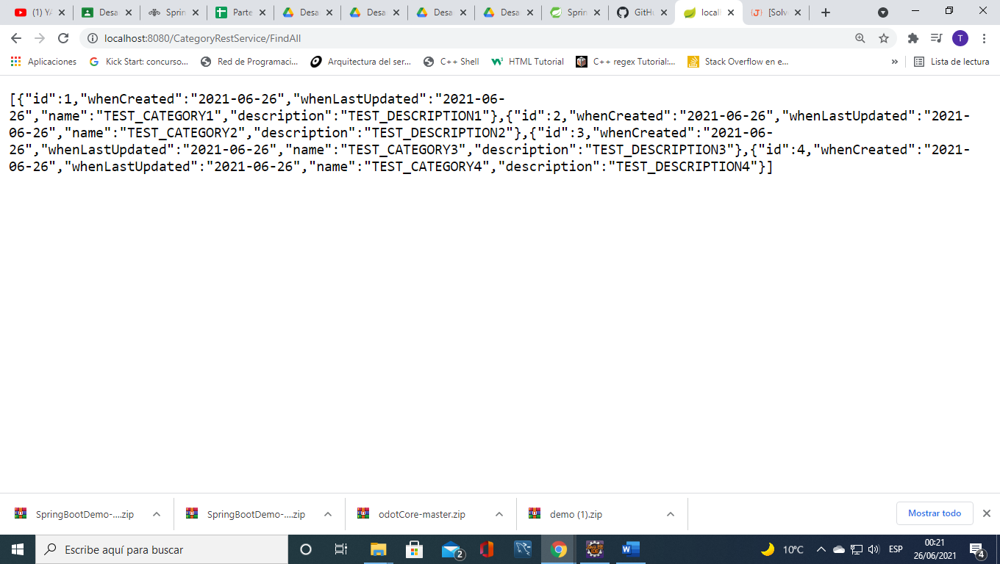 (1) YA
Desa
Sprin
Parte
Desa
Desa
Desa
Desa
Sprin
GitHu
local
[Solv
localhost:8080/CategoryRestService/FindAll
T
Aplicaciones
Kick Start: concurso...
Red de Programaci...
Arquitectura del ser...
C++ Shell
HTML Tutorial
C++ regex Tutorial:...
Stack Overflow en e...
»
Lista de lectura
[{"id":1,"whenCreated":"2021-06-26","whenLastUpdated":"2021-06-
26","name":"TEST_CATEGORY1","description":"TEST_DESCRIPTION1"},{"id":2,"whenCreated":"2021-06-26","whenLastUpdated":"2021-
06-26","name":"TEST_CATEGORY2","description":"TEST_DESCRIPTION2"},{"id":3,"whenCreated":"2021-06-
26","whenLastUpdated":"2021-06-26","name":"TEST_CATEGORY3","description":"TEST_DESCRIPTION3"},{"id":4,"whenCreated":"2021-
06-26","whenLastUpdated":"2021-06-26","name":"TEST_CATEGORY4","description":"TEST_DESCRIPTION4"}]
SpringBootDemo-....zip
SpringBootDemo-....zip
odotCore-master.zip
demo (1).zip
Mostrar todo
Escribe aquí para buscar
2
10°C
ESP
00:21
26/06/2021
4